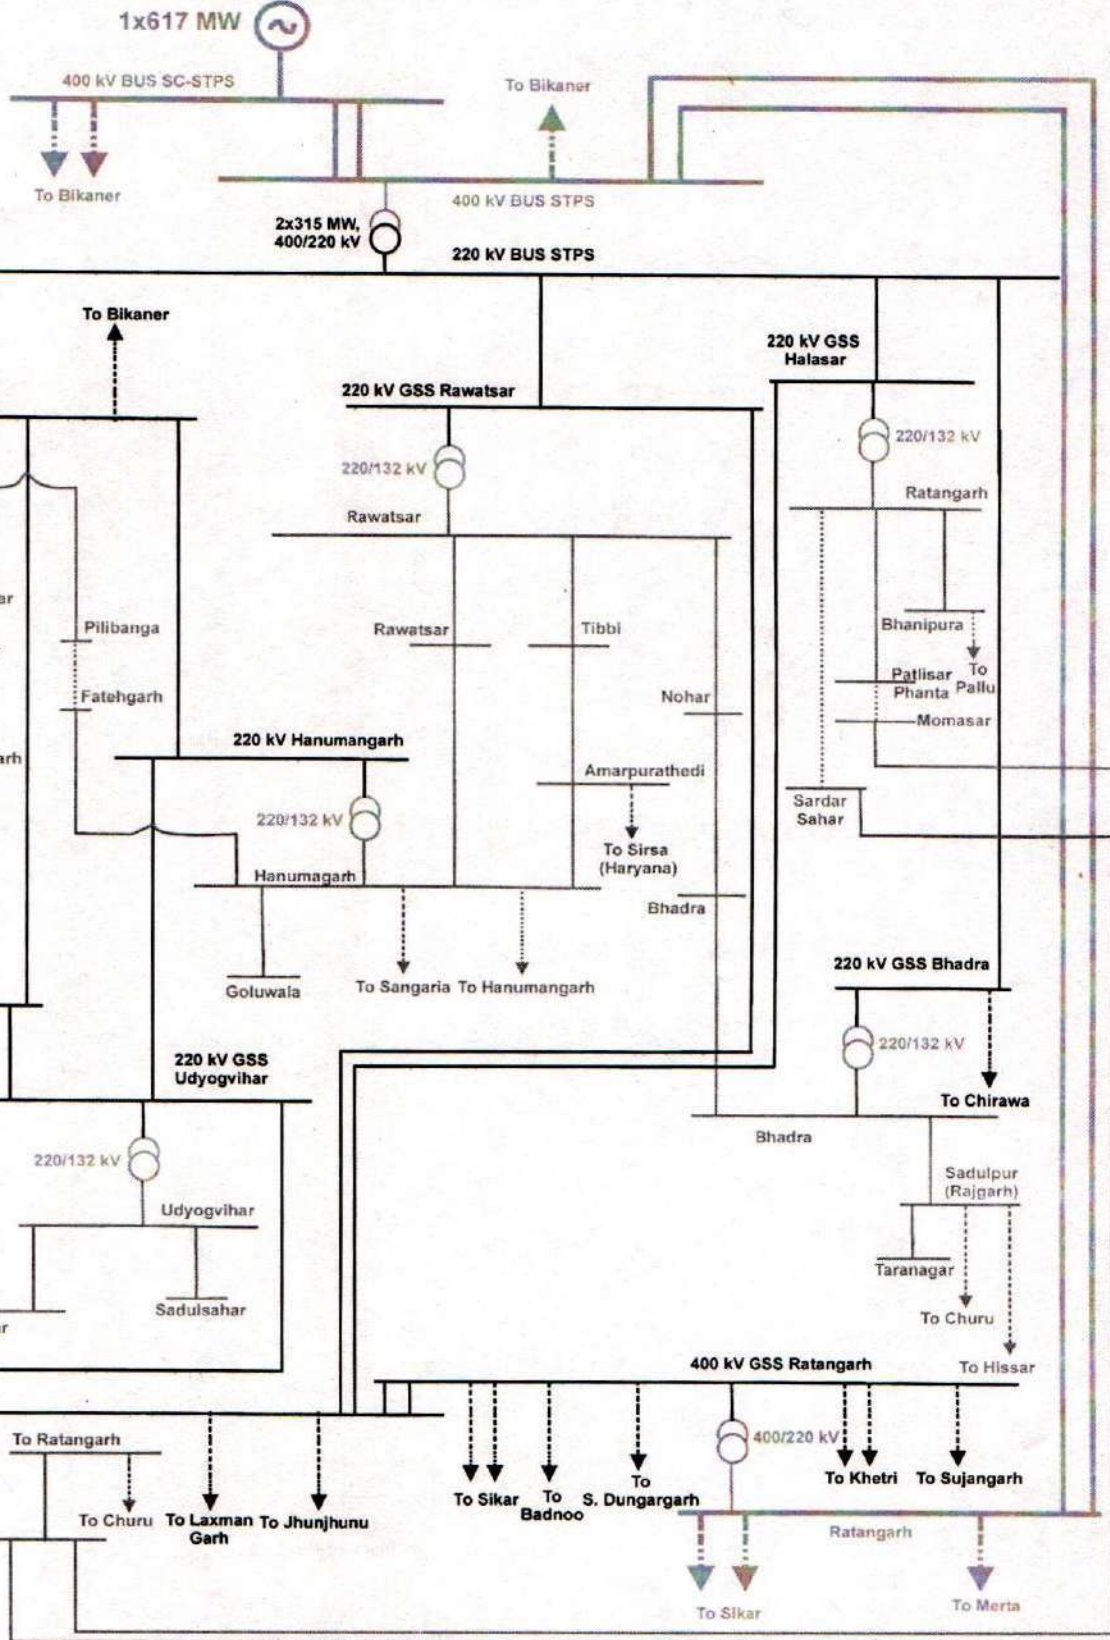 1x617 MW
400 kV BUS SC-STPS
To Bikaner
To Bikaner
400 kV BUS STPS
2x315 MW,
400/220 kV
220 kV BUS STPS
To Bikaner
220 kV GSS
Halasar
220 kV GSS Rawatsar
220/132 kV
220/132 kV
Ratangarh
Rawatsar
ar
Pilibanga
Rawatsar
Tibbi
Bhanipura
Fatehgarh
Nohar
Patlisar
Phanta
To
Pallu
Momasar
220 kV Hanumangarh
arh
Amarpurathedi
220/132 kV
Sardar
Sahar
To Sirsa
(Haryana)
Hanumagarh
Bhadra
220 kV GSS Bhadra
Goluwala
To Sangaria
To Hanumangarh
220/132 kV
220 kV GSS
Udyogvihar
To Chirawa
Bhadra
220/132 kV
Sadulpur
(Rajgarh)
Udyogvihar
Taranagar
Sadulsahar
To Churu
r
400 kV GSS Ratangarh
To Hissar
To Ratangarh
400/220 kV
To Khetri
To Sujangarh
To Sikar
To
Badnoo
To
S. Dungargarh
To Churu
To Laxman
Garh
To Jhunjhunu
Ratangarh
To Sikar
To Merta